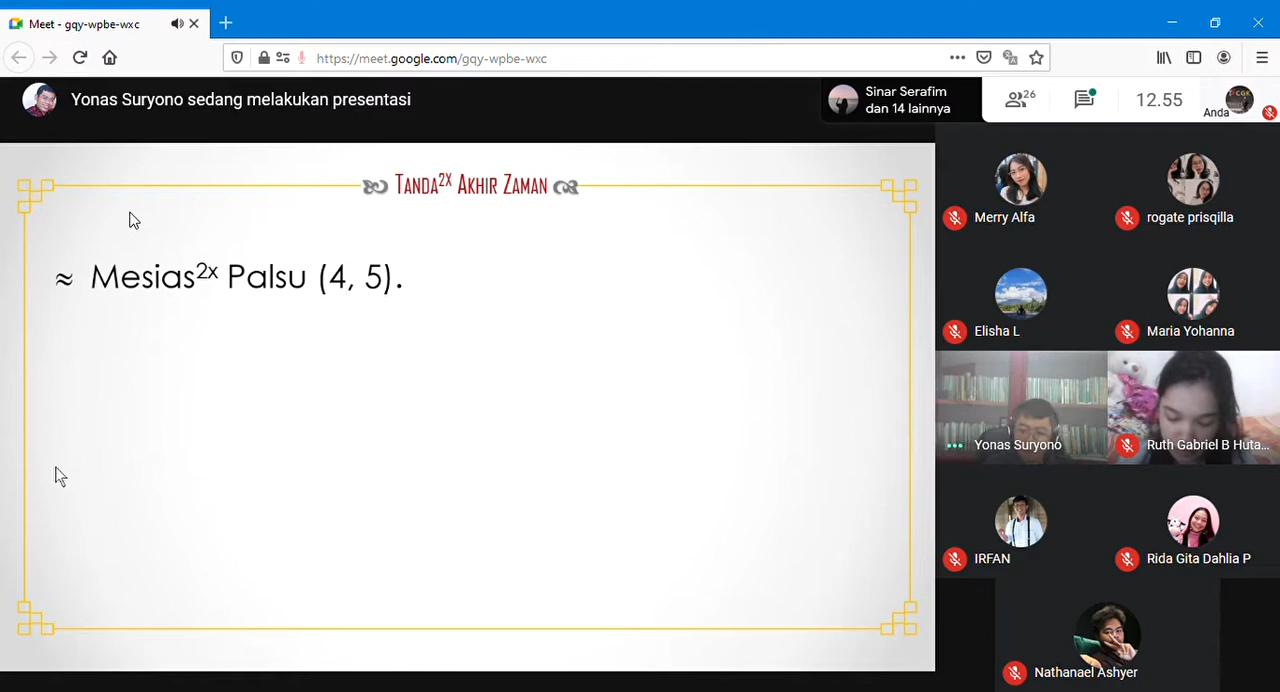 Meet - gqy-wpbe-wxc
https://meet.google.com/gqy-wpbe-wxc
Yonas Suryono sedang melakukan presentasi
Sinar Serafim
dan 14 lainnya
26
12.55
Anda
TANDA2X AKHIR ZAMAN
≈ Mesias2x Palsu (4, 5).
Merry Alfa
rogate prisqilla
Elisha L
Maria Yohanna
Yonas Suryono
Ruth Gabriel B Huta...
IRFAN
Rida Gita Dahlia P
Nathanael Ashyer